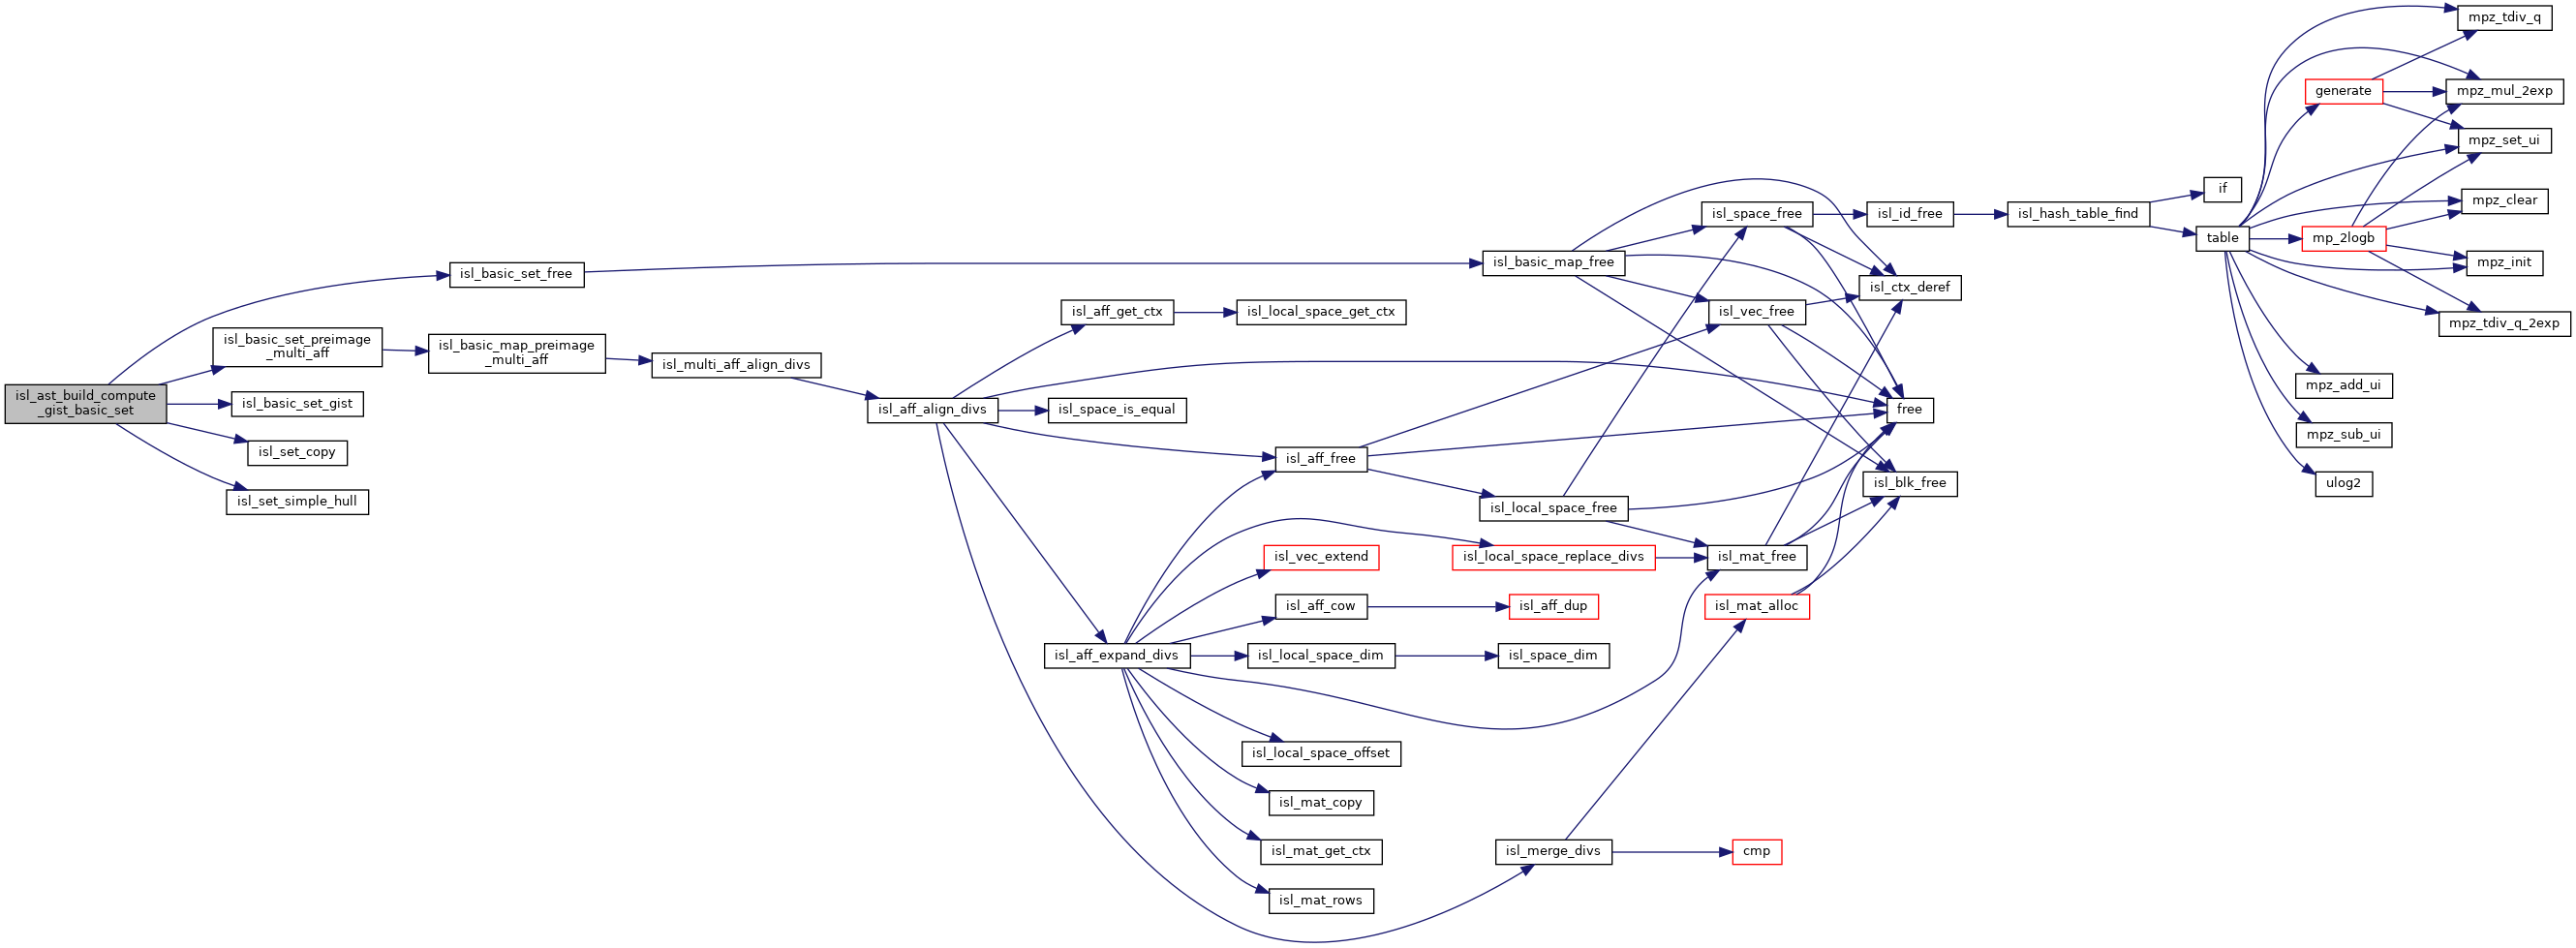 isl_ast_build_compute
_gist_basic_set
isl_basic_set_free
isl_basic_set_preimage
_multi_aff
isl_basic_set_gist
isl_set_copy
isl_set_simple_hull
isl_basic_map_preimage
_multi_aff
isl_multi_aff_align_divs
isl_aff_align_divs
isl_aff_get_ctx
isl_local_space_get_ctx
isl_space_is_equal
isl_aff_free
isl_local_space_free
isl_vec_extend
isl_local_space_replace_divs
isl_aff_cow
isl_aff_dup
isl_aff_expand_divs
isl_local_space_dim
isl_space_dim
isl_local_space_offset
isl_mat_copy
isl_mat_get_ctx
isl_mat_rows
isl_merge_divs
cmp
isl_basic_map_free
isl_space_free
isl_vec_free
isl_mat_free
isl_mat_alloc
isl_id_free
isl_ctx_deref
free
isl_blk_free
isl_hash_table_find
if
table
generate
mp_2logb
mpz_tdiv_q
mpz_mul_2exp
mpz_set_ui
mpz_clear
mpz_init
mpz_tdiv_q_2exp
mpz_add_ui
mpz_sub_ui
ulog2